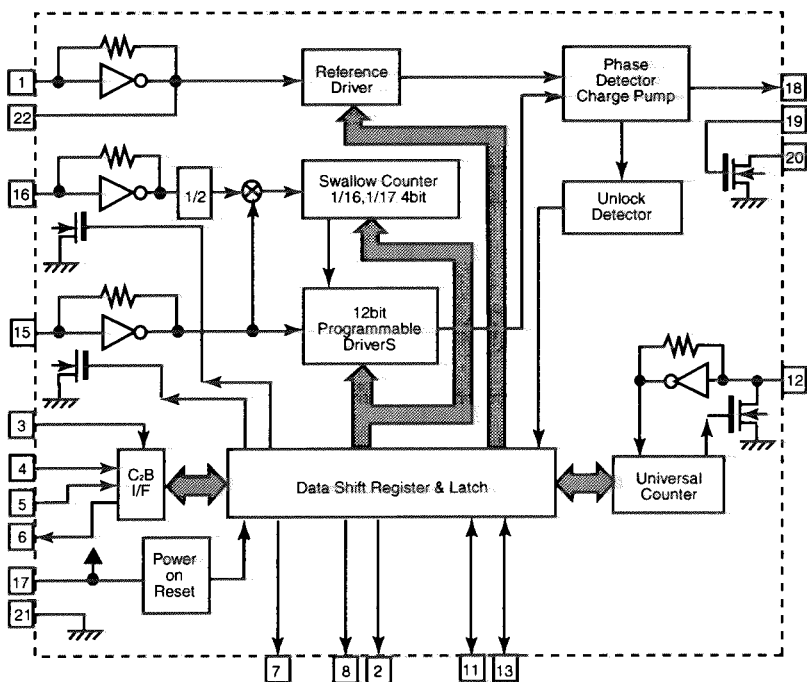 1
22
16
15
3
4
5
6
17
21
Reference
Driver
Phase
Detector
Charge Pump
18
19
20
1/2
Swallow Counter
1/16,1/17 4bit
Unlock
Detector
12bit
Programmable
DriverS
12
C₂B
I/F
Data Shift Register & Latch
Universal
Counter
Power
on
Reset
7
8
2
11
13